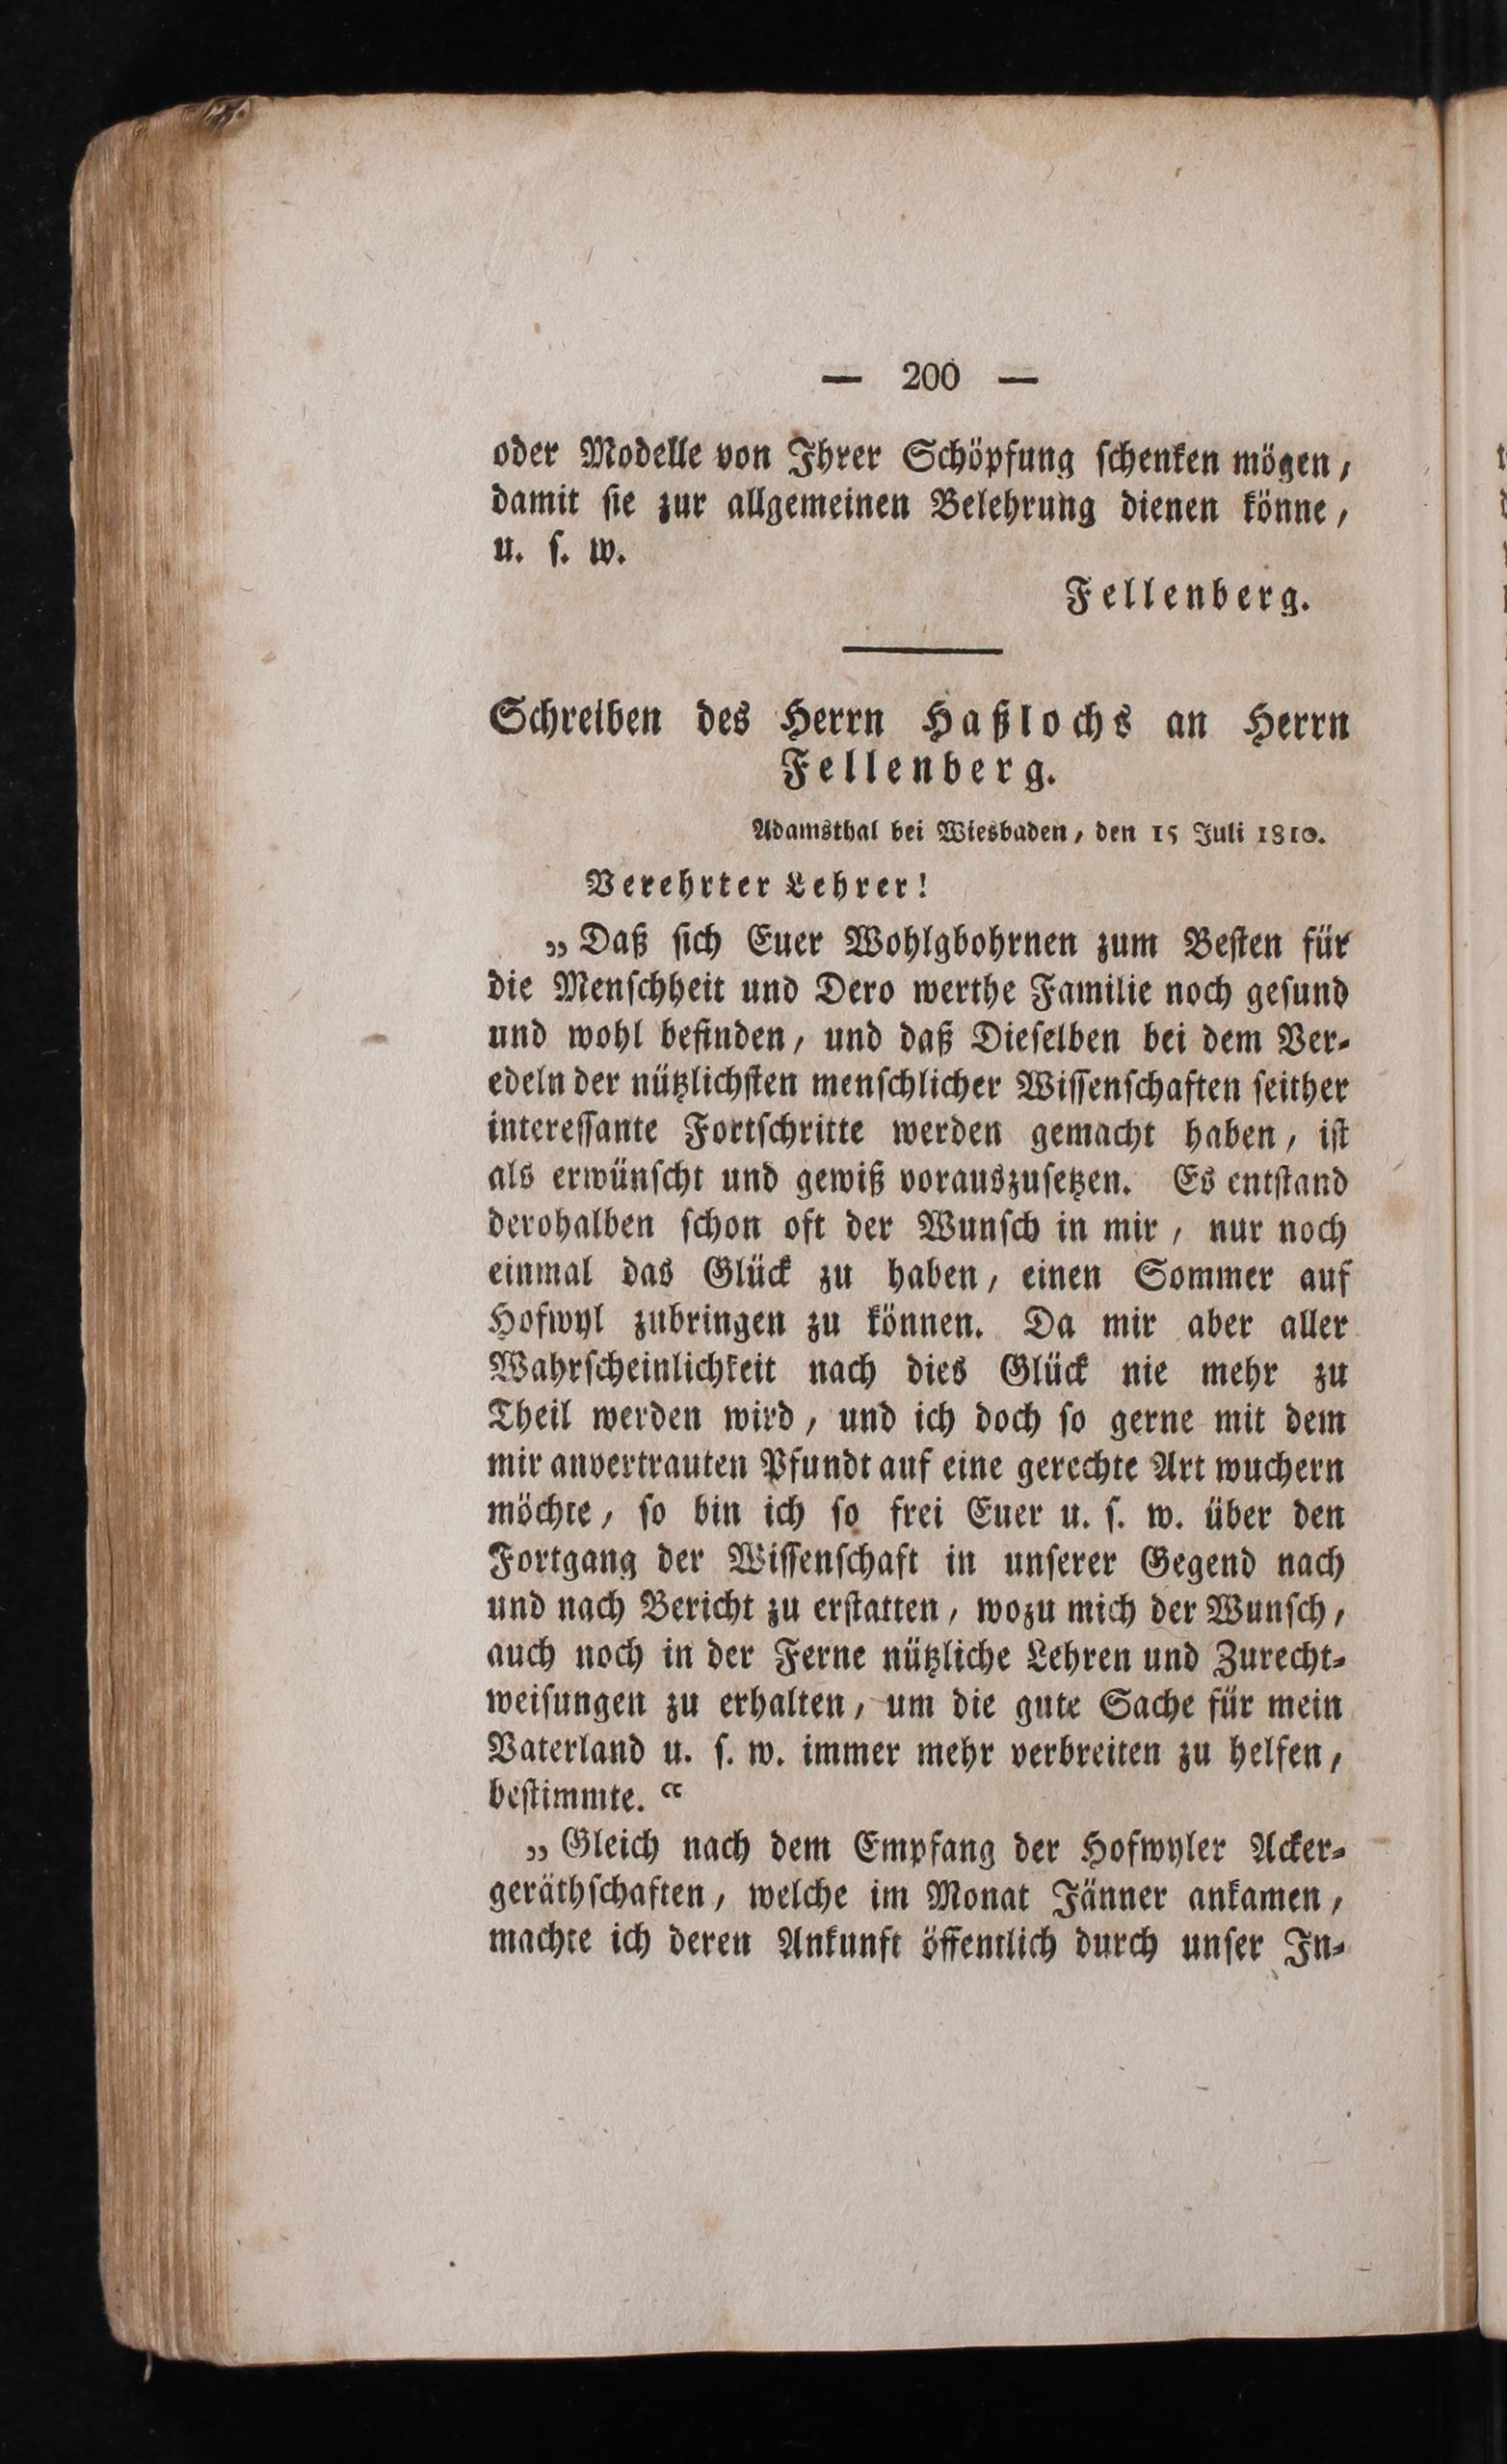 — 200 —
oder Modelle von Ihrer Schöpfung ſchenken mögen,
damit ſie zur allgemeinen Belehrung dienen könne,
u. ſ. w.
Fellenberg.
Schreiben des Herrn Haßlochs an Herrn
Fellenberg.
Adamsthal bei Wiesbaden, den 15 Juli 1810.
Verehrter Lehrer!
„Daß ſich Euer Wohlgbohrnen zum Beſten für
die Menſchheit und Dero werthe Familie noch geſund
und wohl befinden, und daß Dieſelben bei dem Ver-
edeln der nützlichſten menſchlicher Wiſſenſchaften ſeither
intereſſante Fortſchritte werden gemacht haben, iſt
als erwünſcht und gewiß vorauszuſetzen. Es entſtand
derohalben ſchon oft der Wunſch in mir, nur noch
einmal das Glück zu haben, einen Sommer auf
Hofwyl zubringen zu können. Da mir aber aller
Wahrſcheinlichkeit nach dies Glück nie mehr zu
Theil werden wird, und ich doch ſo gerne mit dem
mir anvertrauten Pfundt auf eine gerechte Art wuchern
möchte, ſo bin ich ſo frei Euer u. ſ. w. über den
Fortgang der Wiſſenſchaft in unſerer Gegend nach
und nach Bericht zu erſtatten, wozu mich der Wunſch,
auch noch in der Ferne nützliche Lehren und Zurecht-
weiſungen zu erhalten, um die gute Sache für mein
Vaterland u. ſ. w. immer mehr verbreiten zu helfen,
beſtimmte.“
„Gleich nach dem Empfang der Hofwyler Acker-
geräthſchaften, welche im Monat Jänner ankamen,
machte ich deren Ankunft öffentlich durch unſer In-